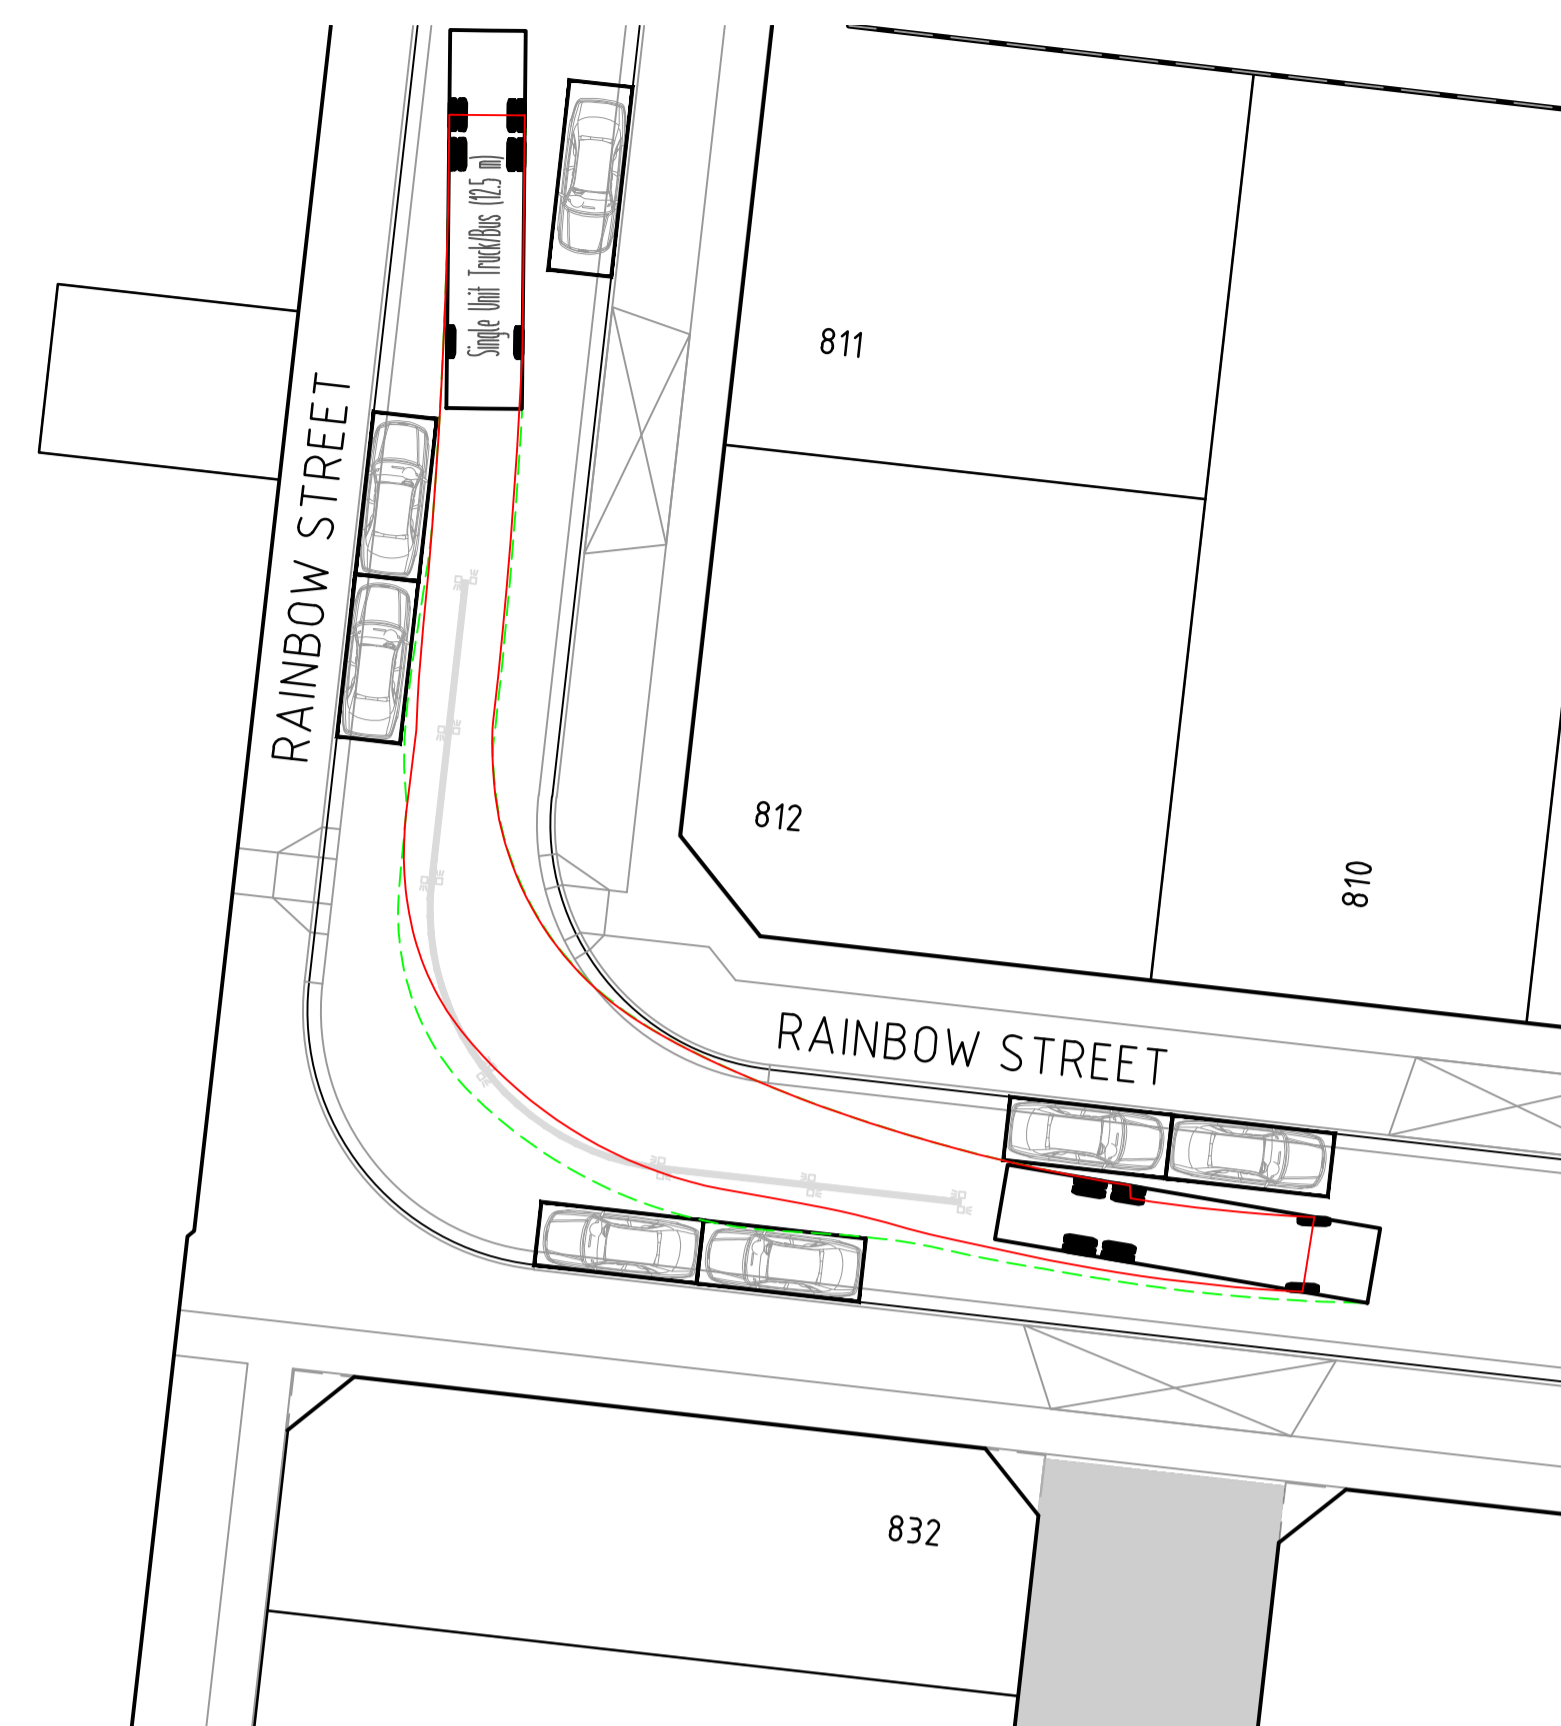 Single Unit Truck/Bus (12.5 m)
811
RAINBOW STREET
812
810
RAINBOW STREET
832